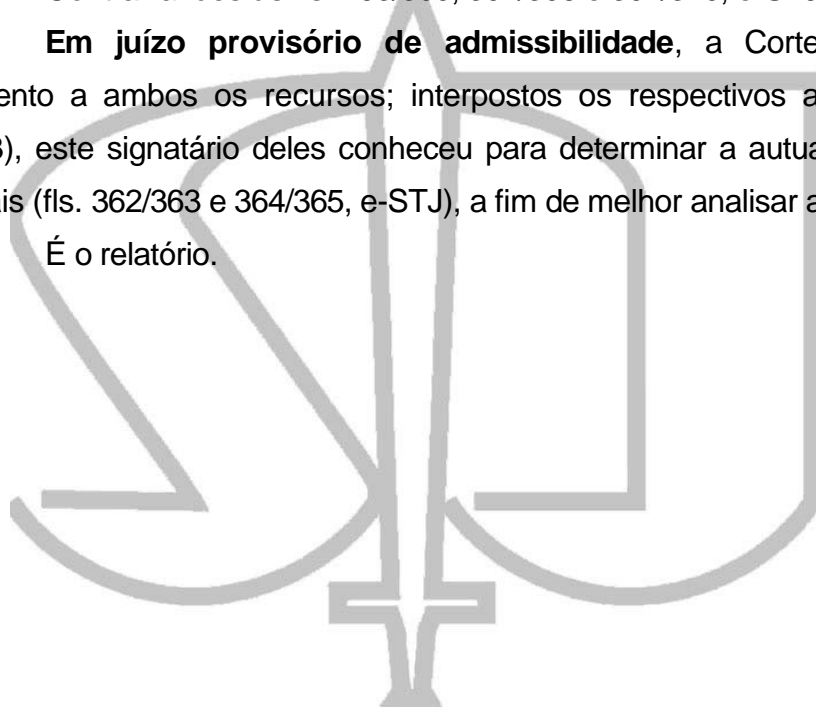 Em juízo provisório de admissibilidade, a Corte
ento a ambos os recursos; interpostos os respectivos a
), este signatário deles conheceu para determinar a autua
is (fls. 362/363 e 364/365, e-STJ), a fim de melhor analisar a
É o relatório.